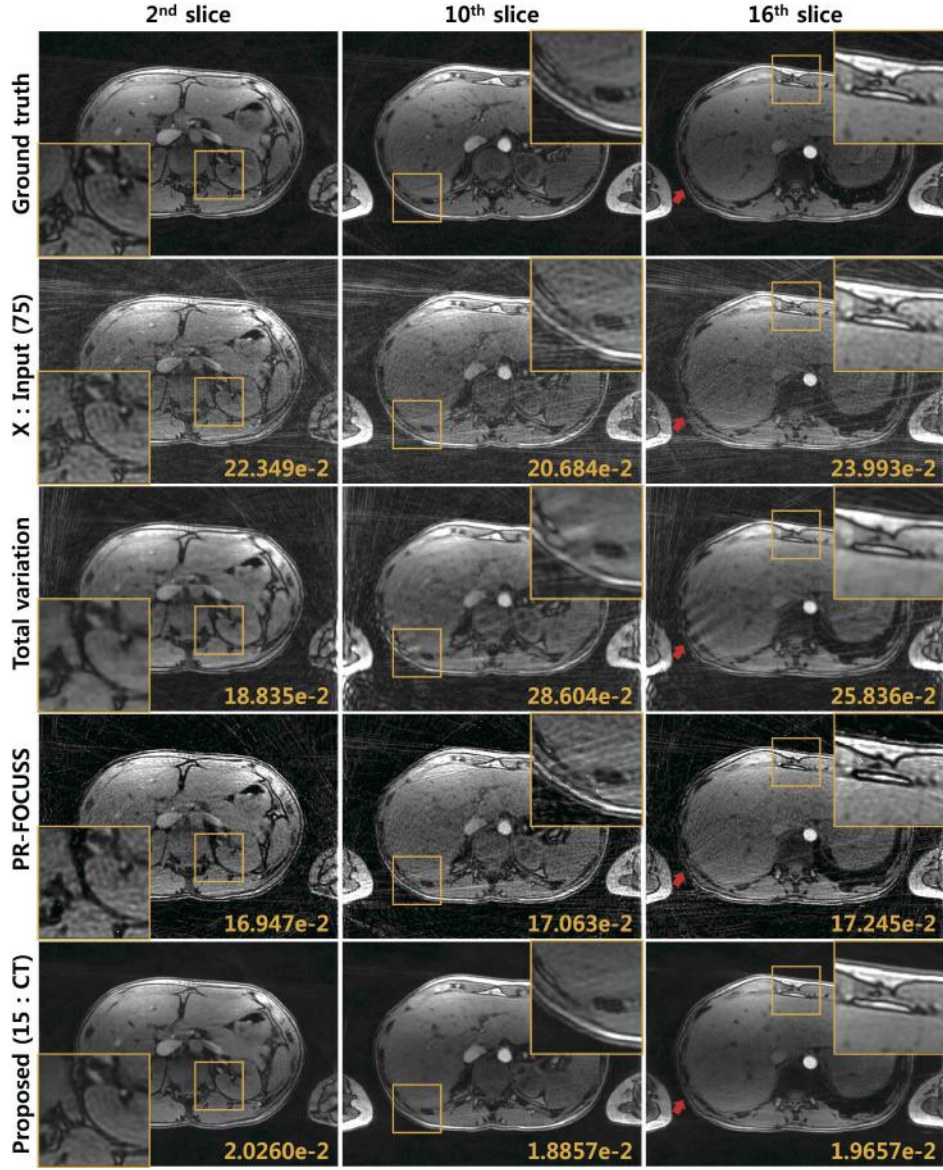 2nd slice
10th slice
16th slice
Ground truth
X : Input (75)
22.349e-2
20.684e-2
23.993e-2
Total variation
18.835e-2
28.604e-2
25.836e-2
PR-FOCUSS
16.947e-2
17.063e-2
17.245e-2
Proposed (15 : CT)
2.0260e-2
1.8857e-2
1.9657e-2